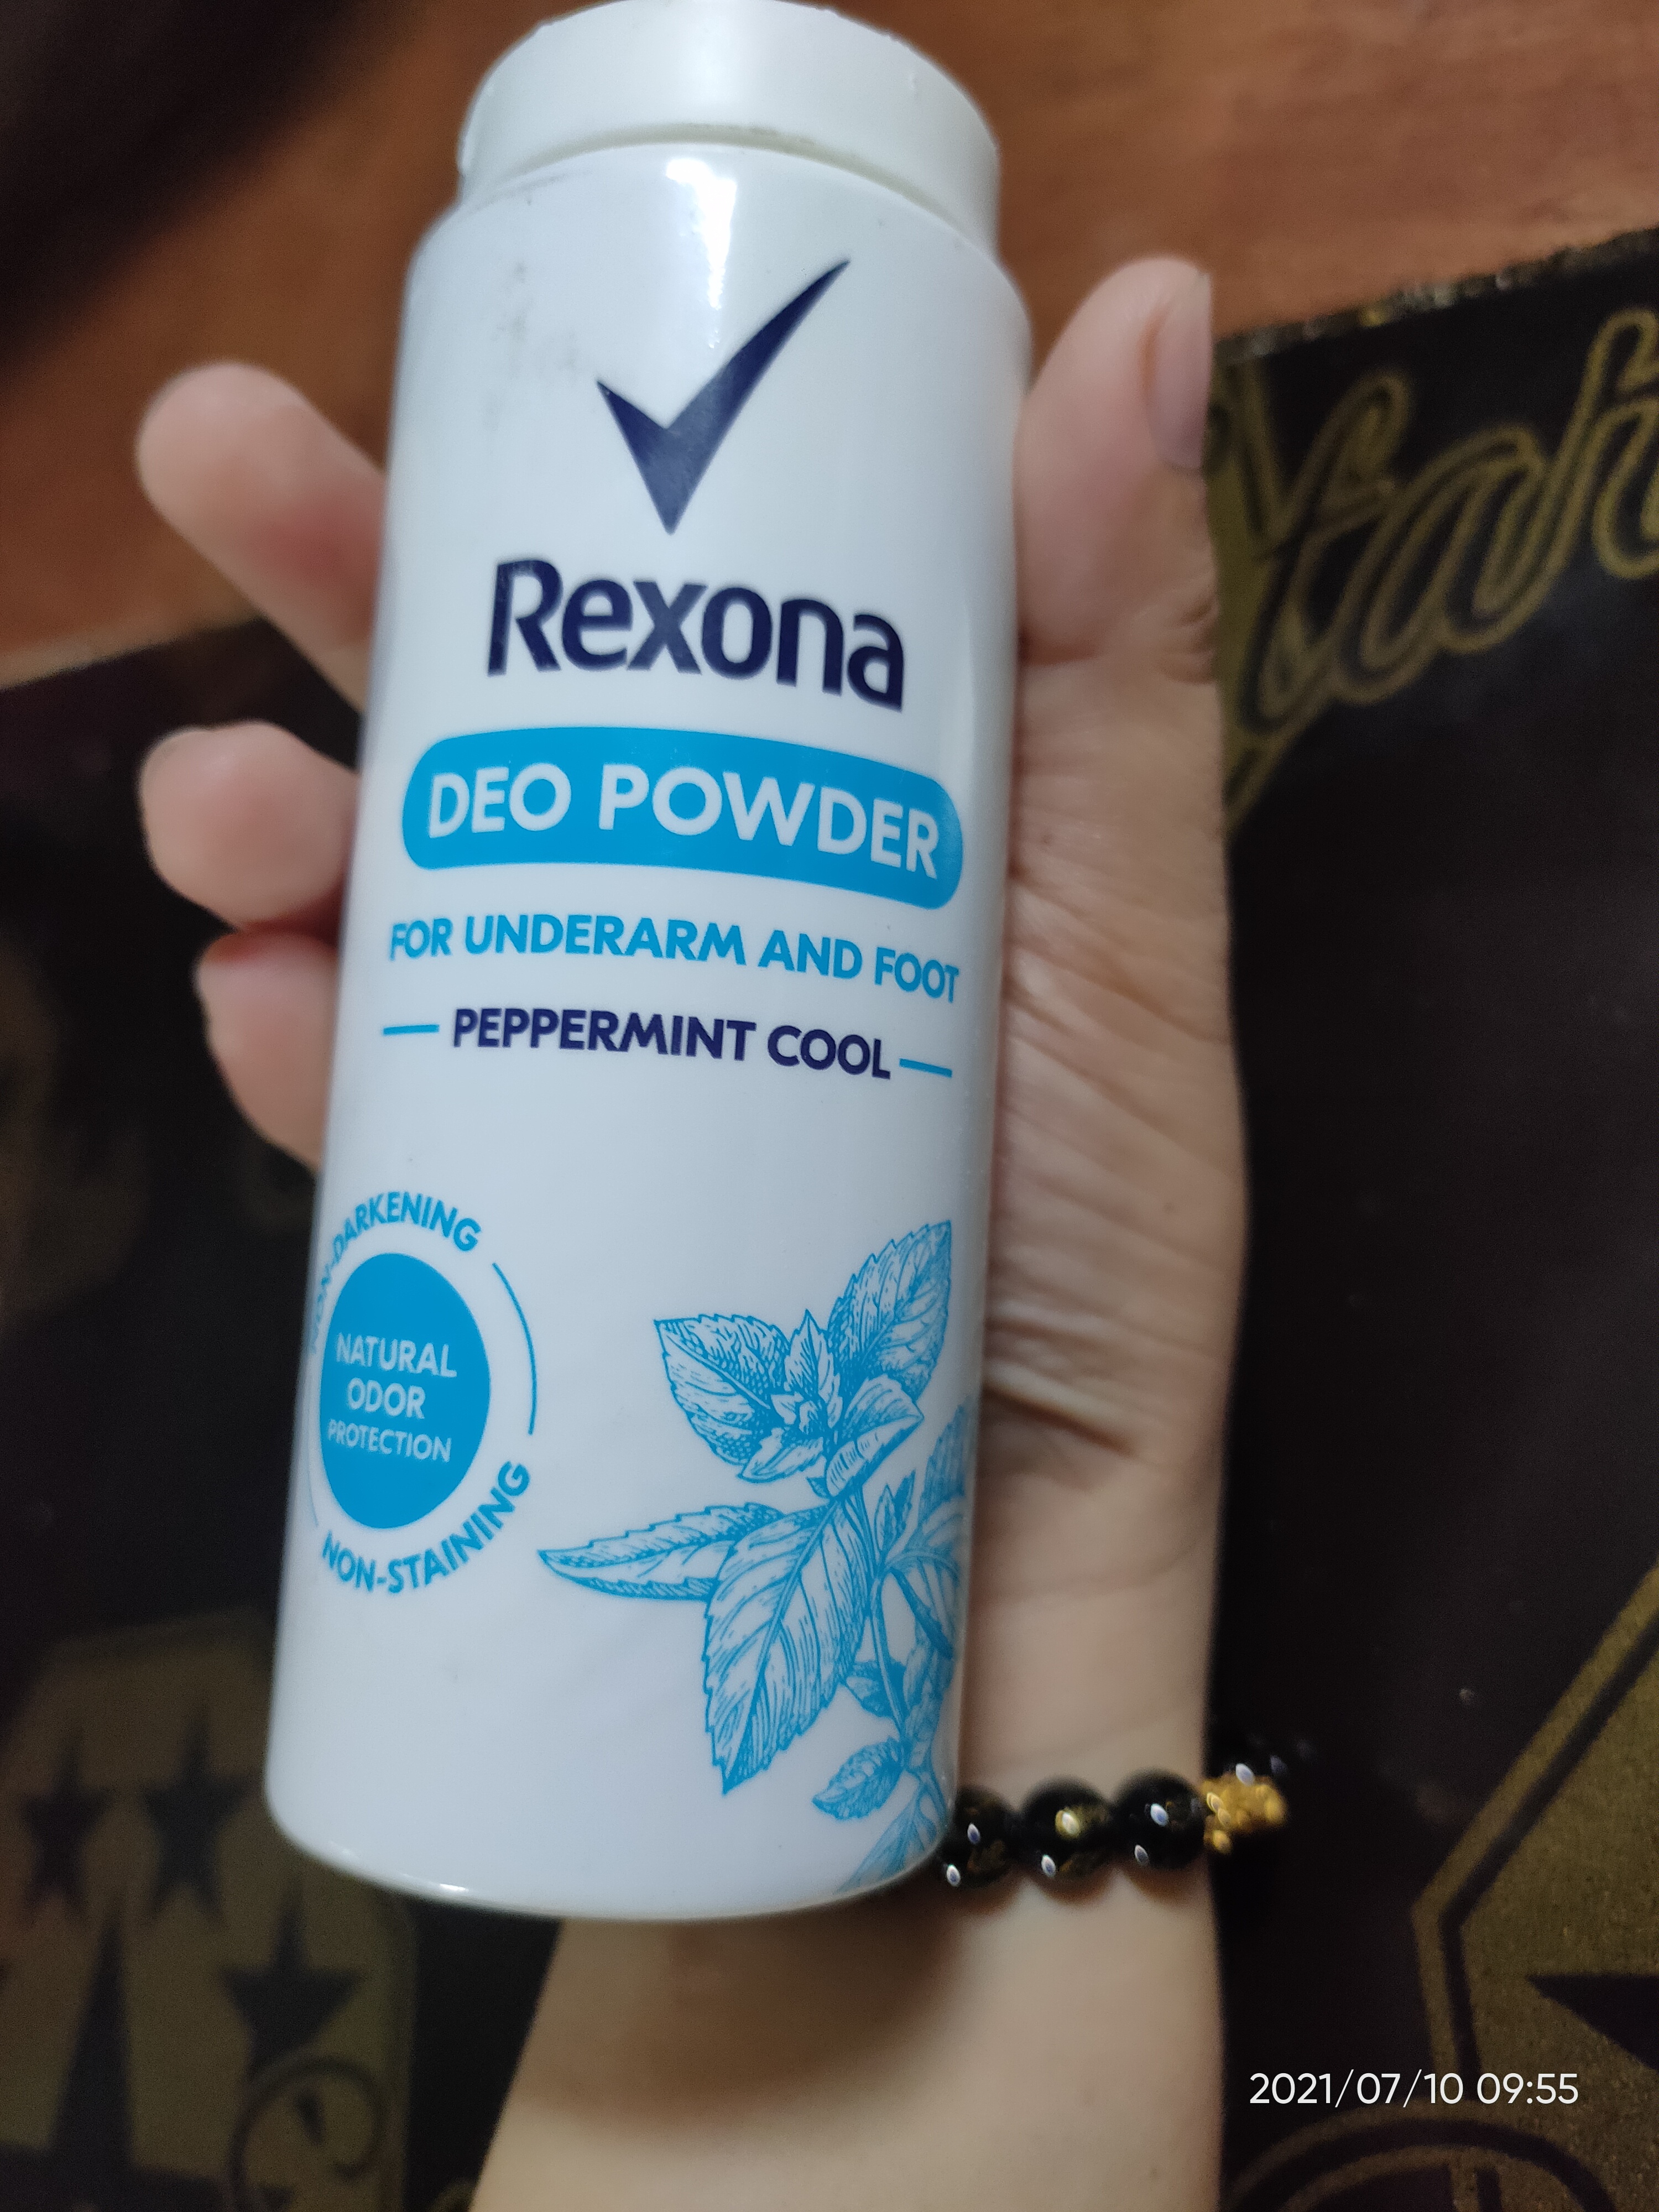 Rexona
DEO POWDER
FOR UNDERARM AND FOOT
PEPPERMINT COOL
NON-DARKENING
NATURAL
ODOR
PROTECTION
NON-STAINING
2021/07/10 09:55